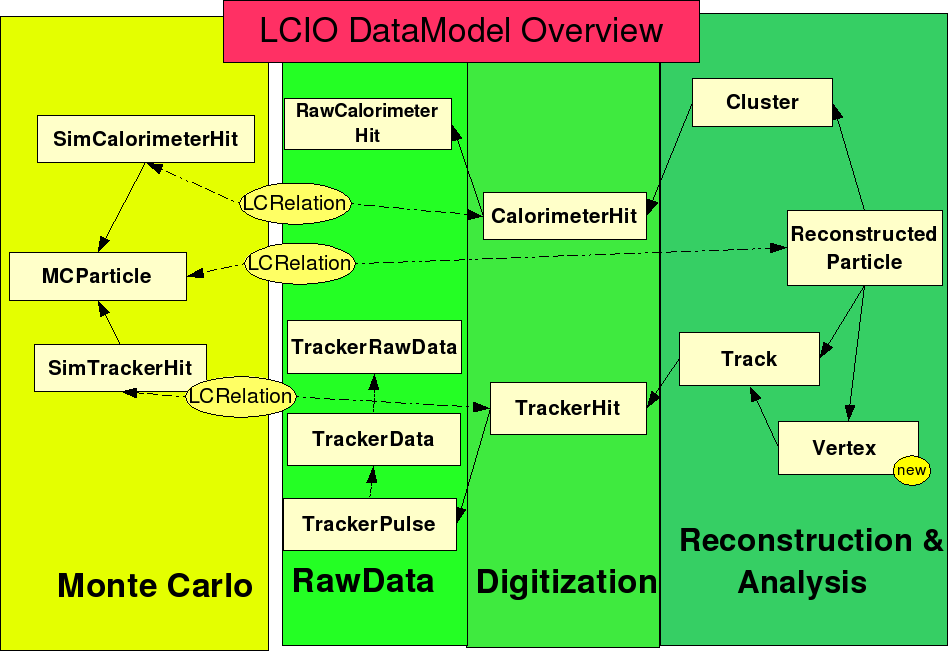 LCIO DataModel Overview
SimCalorimeterHit
LCRelation
MCParticle
LCRelation
SimTrackerHit
LCRelation
Monte Carlo
RawCalorimeter
Hit
TrackerRawData
TrackerData
TrackerPulse
RawData
CalorimeterHit
TrackerHit
Digitization
Cluster
Reconstructed
Particle
Track
Vertex
new
Reconstruction &
Analysis